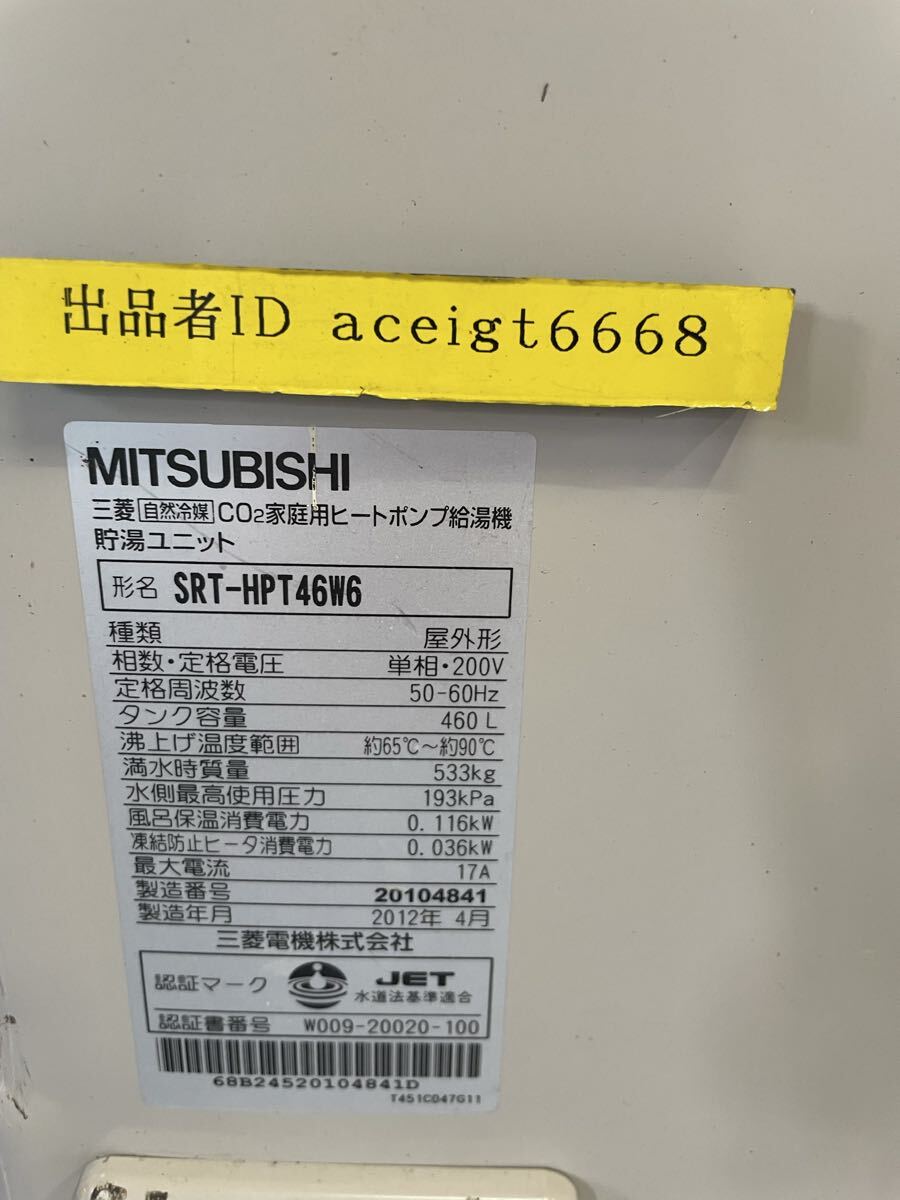 出品者ID aceigt6668
MITSUBISHI
三菱 自然冷媒 CO2家庭用ヒートポンプ給湯機
貯湯ユニット
形名 SRT-HPT46W6
種類 屋外形
相数・定格電圧 単相・200V
定格周波数 50-60Hz
タンク容量 460 L
沸上げ温度範囲 約65℃~約90℃
満水時質量 533kg
水側最高使用圧力 193kPa
風呂保温消費電力 0.116kW
凍結防止ヒータ消費電力 0.036kW
最大電流 17A
製造番号 20104841
製造年月 2012年 4月
三菱電機株式会社
認証マーク JET
水道法基準適合
認証書番号 W009-20020-100
68B24520104841D
T451CD47G11